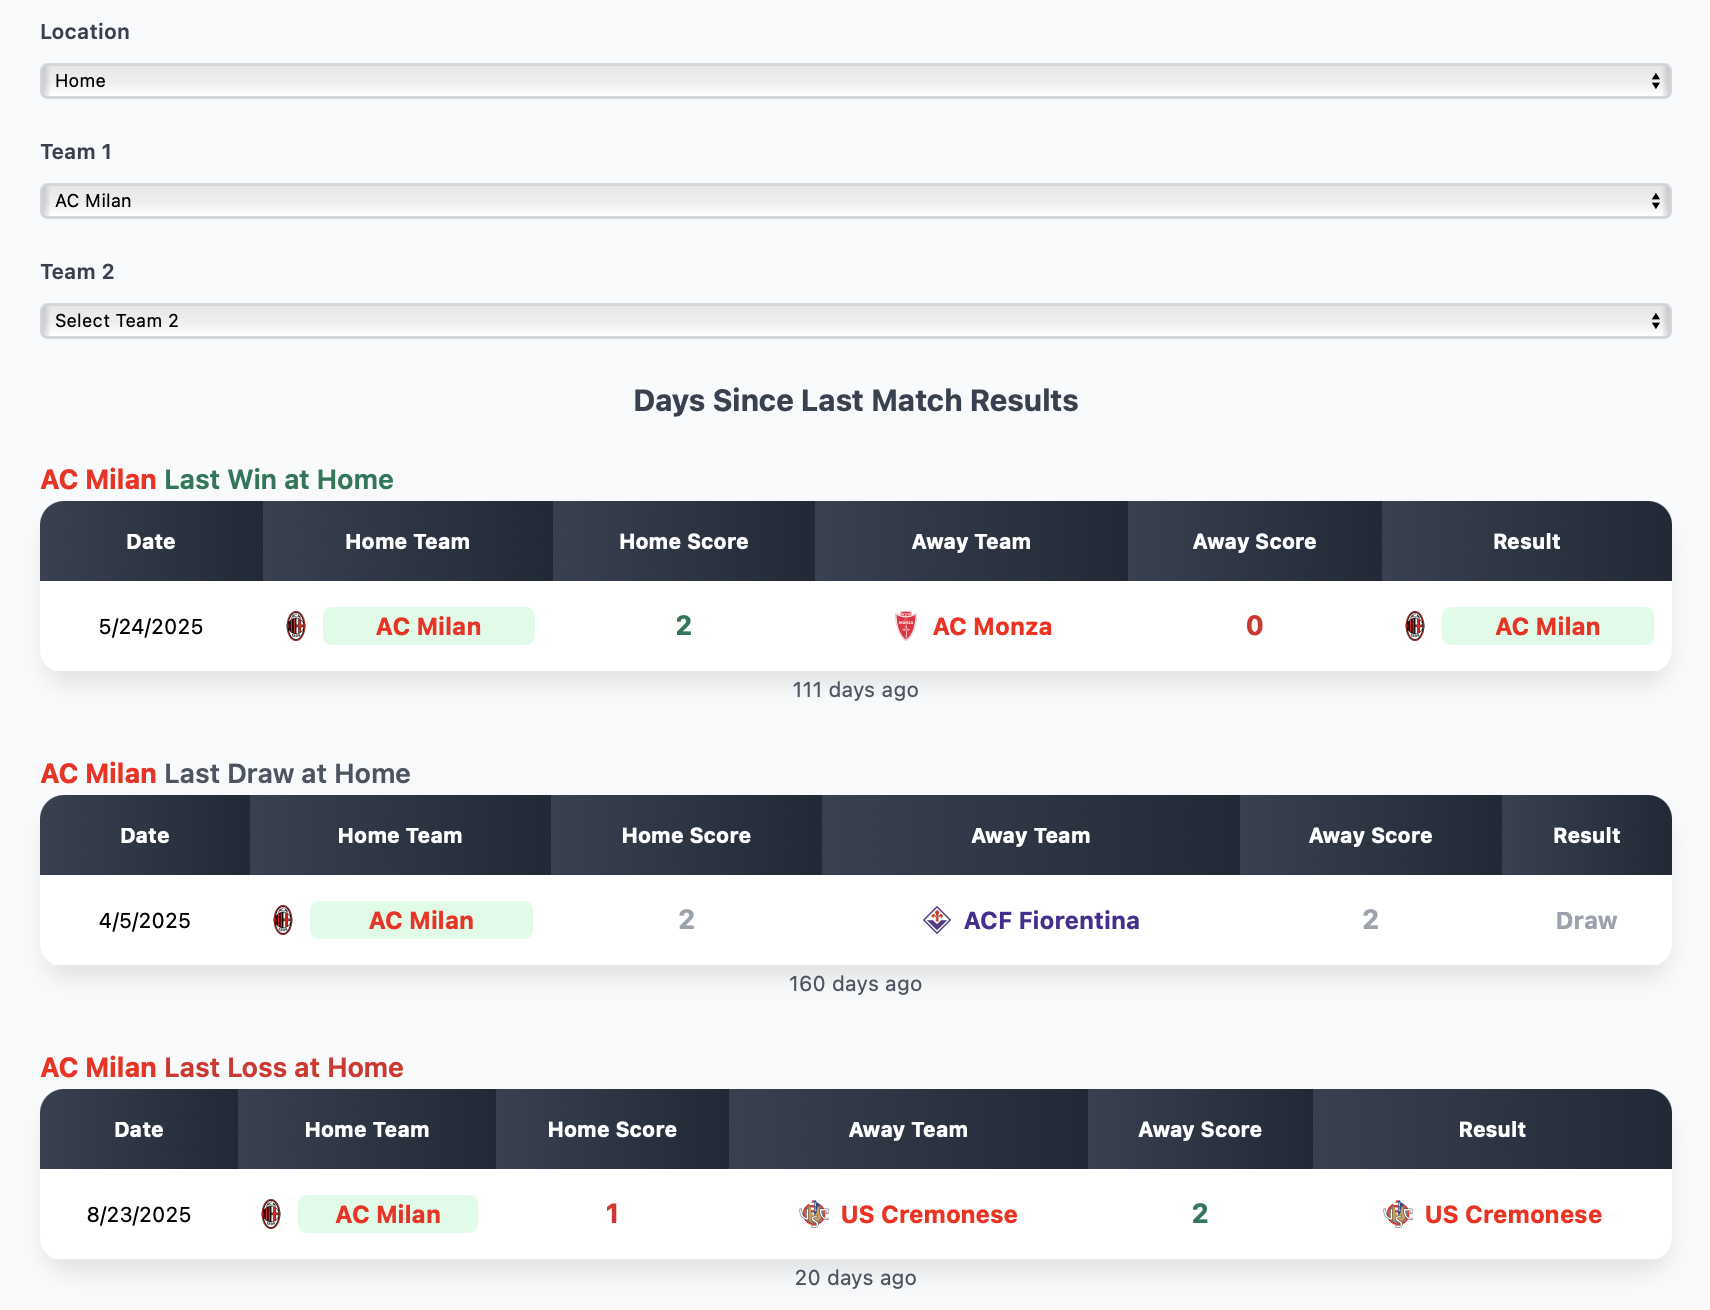 Location
Home
Team 1
AC Milan
Team 2
Select Team 2
Days Since Last Match Results
AC Milan Last Win at Home
Date Home Team Home Score Away Team Away Score Result
5/24/2025 AC Milan 2 AC Monza 0 AC Milan
111 days ago
AC Milan Last Draw at Home
Date Home Team Home Score Away Team Away Score Result
4/5/2025 AC Milan 2 ACF Fiorentina 2 Draw
160 days ago
AC Milan Last Loss at Home
Date Home Team Home Score Away Team Away Score Result
8/23/2025 AC Milan 1 US Cremonese 2 US Cremonese
20 days ago